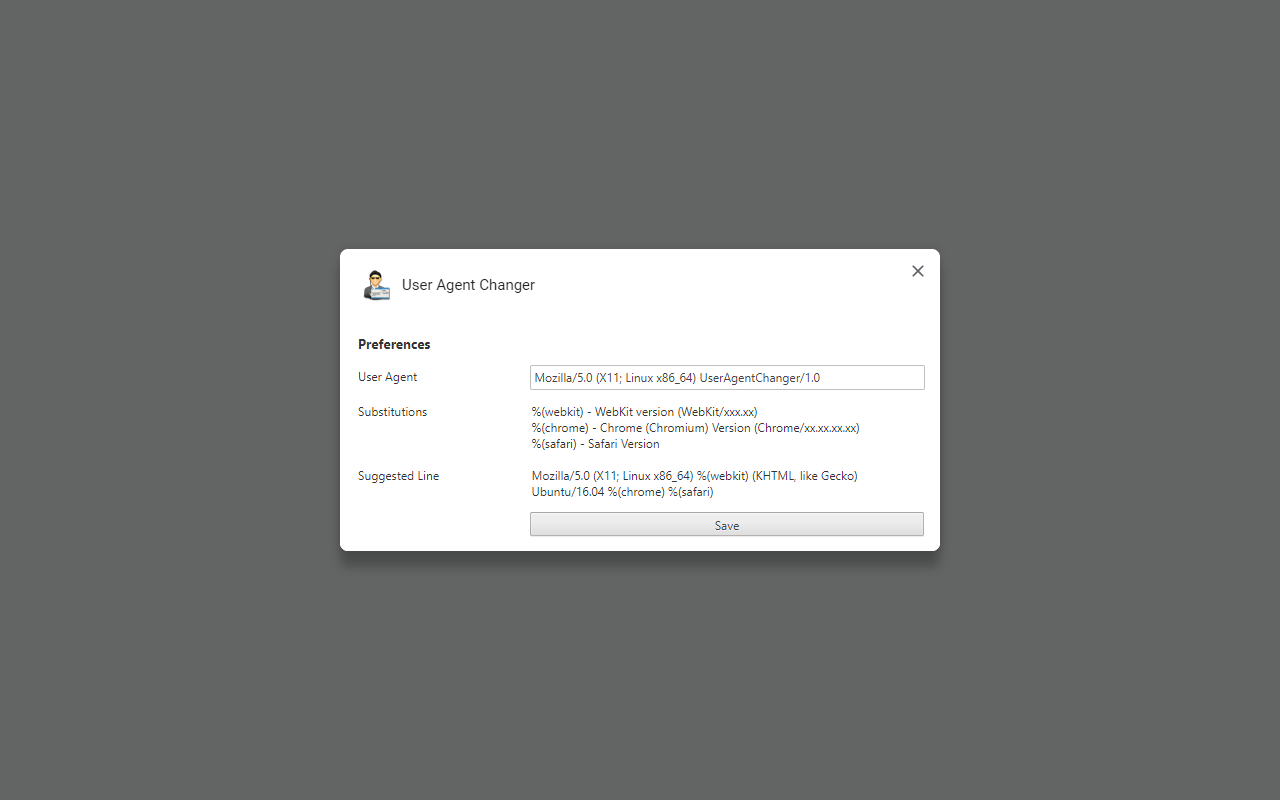 User Agent Changer
Preferences
User Agent
Mozilla/5.0 (X11; Linux x86_64) UserAgentChanger/1.0
Substitutions
%(webkit) - WebKit version (WebKit/xxx.xx)
%(chrome) - Chrome (Chromium) Version (Chrome/xx.xx.xx.xx)
%(safari) - Safari Version
Suggested Line
Mozilla/5.0 (X11; Linux x86_64) %(webkit) (KHTML, like Gecko)
Ubuntu/16.04 %(chrome) %(safari)
Save